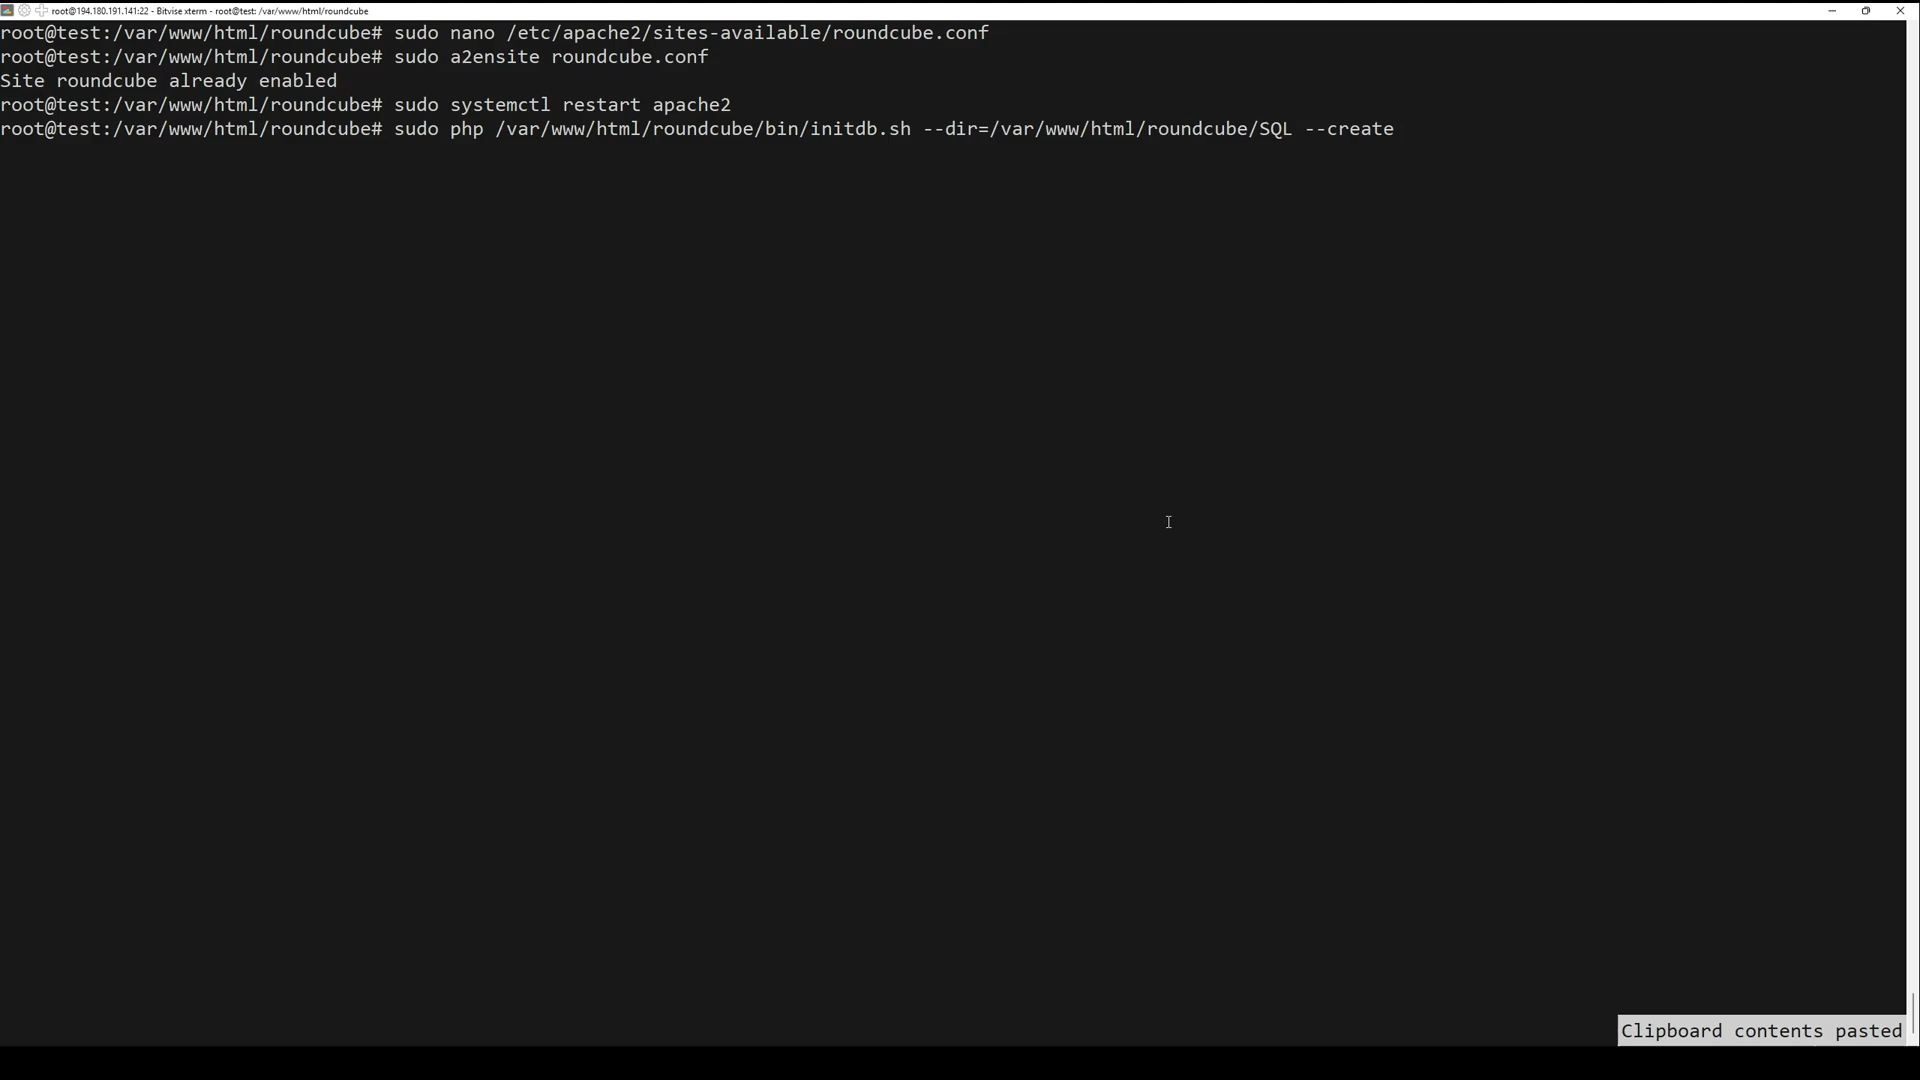 root@194.180.191.141:22 - Bitvise xterm - root@test: /var/www/html/roundcube
root@test:/var/www/html/roundcube# sudo nano /etc/apache2/sites-available/roundcube.conf
root@test:/var/www/html/roundcube# sudo a2ensite roundcube.conf
Site roundcube already enabled
root@test:/var/www/html/roundcube# sudo systemctl restart apache2
root@test:/var/www/html/roundcube# sudo php /var/www/html/roundcube/bin/initdb.sh --dir=/var/www/html/roundcube/SQL --create
Clipboard contents pasted